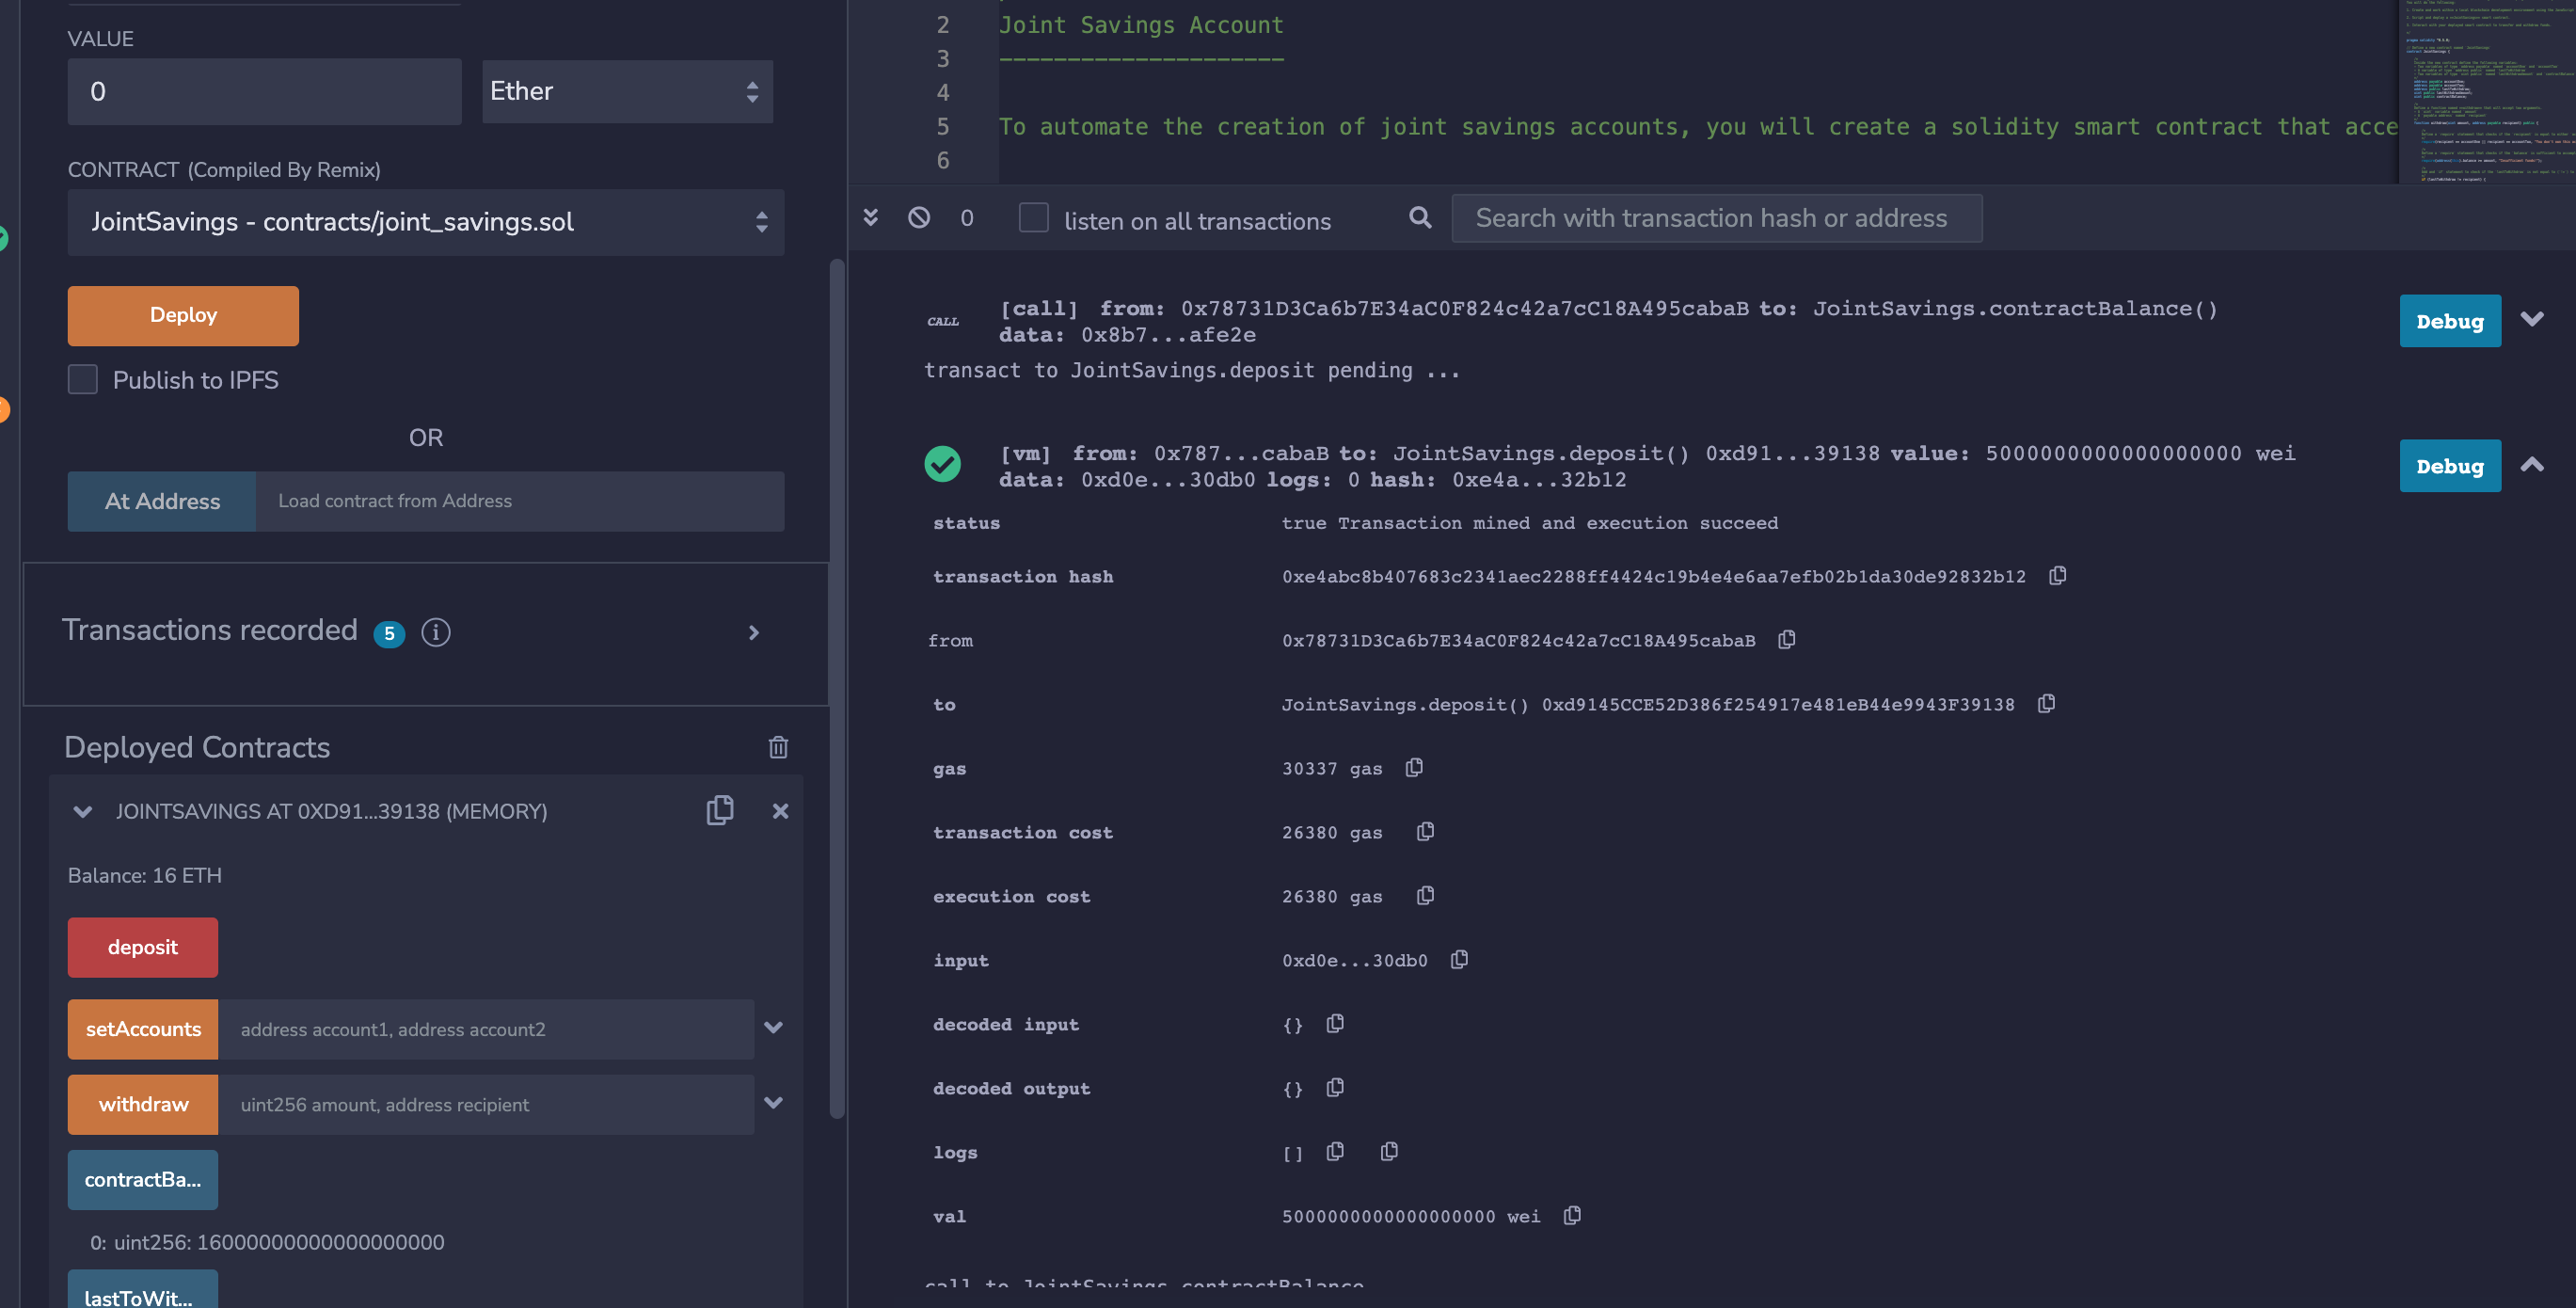 VALUE
0
Ether
CONTRACT (Compiled By Remix)
JointSavings - contracts/joint_savings.sol
Deploy
Publish to IPFS
OR
At Address
Load contract from Address
Transactions recorded 5 i
Deployed Contracts
JOINTSAVINGS AT 0XD91...39138 (MEMORY)
Balance: 16 ETH
deposit
setAccounts
address account1, address account2
withdraw
uint256 amount, address recipient
contractBa...
0: uint256: 16000000000000000000
lastToWit...
2 Joint Savings Account
3 ---------------------
4
5 To automate the creation of joint savings accounts, you will create a solidity smart contract that acce
6
0
listen on all transactions
Search with transaction hash or address
CALL
[call] from: 0x78731D3Ca6b7E34aC0F824c42a7cC18A495cabaB to: JointSavings.contractBalance()
data: 0x8b7...afe2e
Debug
transact to JointSavings.deposit pending ...
[vm] from: 0x787...cabaB to: JointSavings.deposit() 0xd91...39138 value: 5000000000000000000 wei
data: 0xd0e...30db0 logs: 0 hash: 0xe4a...32b12
Debug
status true Transaction mined and execution succeed
transaction hash 0xe4abc8b407683c2341aec2288ff4424c19b4e4e6aa7efb02b1da30de92832b12
from 0x78731D3Ca6b7E34aC0F824c42a7cC18A495cabaB
to JointSavings.deposit() 0xd9145CCE52D386f254917e481eB44e9943F39138
gas 30337 gas
transaction cost 26380 gas
execution cost 26380 gas
input 0xd0e...30db0
decoded input {}
decoded output {}
logs []
val 5000000000000000000 wei
call to JointSavings.contractBalance